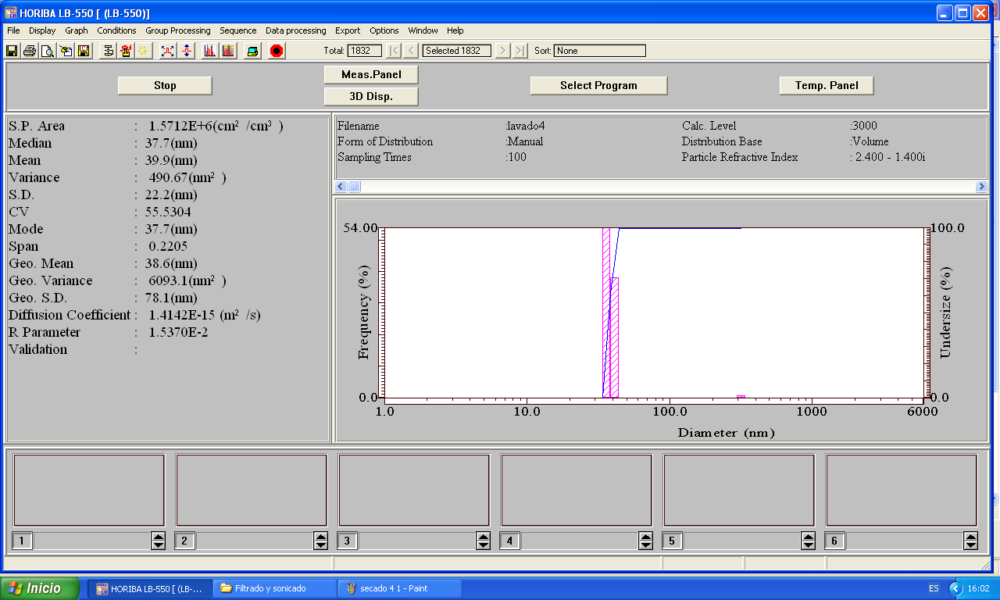 HORIBA LB-550 [ (LB-550)]
File Display Graph Conditions Group Processing Sequence Data processing Export Options Window Help
Total: 1832 Selected 1832 Sort: None
Stop
Meas.Panel
3D Disp.
Select Program
Temp. Panel
S.P. Area : 1.5712E+6(cm² /cm³ )
Median : 37.7(nm)
Mean : 39.9(nm)
Variance : 490.67(nm² )
S.D. : 22.2(nm)
CV : 55.5304
Mode : 37.7(nm)
Span : 0.2205
Geo. Mean : 38.6(nm)
Geo. Variance : 6093.1(nm² )
Geo. S.D. : 78.1(nm)
Diffusion Coefficient : 1.4142E-15 (m² /s)
R Parameter : 1.5370E-2
Validation :
Filename :lavado4 Calc. Level :3000
Form of Distribution :Manual Distribution Base :Volume
Sampling Times :100 Particle Refractive Index : 2.400 - 1.400i
54.00
100.0
Frequency (%)
Undersize (%)
0.0
0.0
1.0 10.0 100.0 1000 6000
Diameter (nm)
1 2 3 4 5 6
Inicio HORIBA LB-550 [ (LB-... Filtrado y sonicado secado 4 1 - Paint ES 16:02